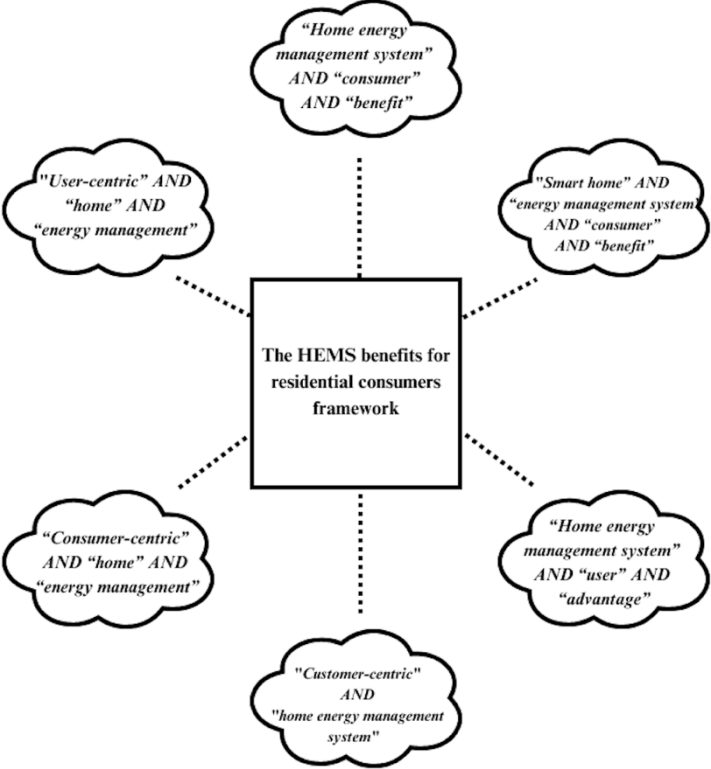 “Home energy
management system”
AND “consumer”
AND “benefit”
"User-centric” AND
“home” AND
“energy management”
"Smart home” AND
“energy management system
AND “consumer”
AND “benefit”
The HEMS benefits for
residential consumers
framework
“Consumer-centric”
AND “home” AND
“energy management”
“Home energy
management system”
AND “user” AND
“advantage”
"Customer-centric"
AND
"home energy management
system"